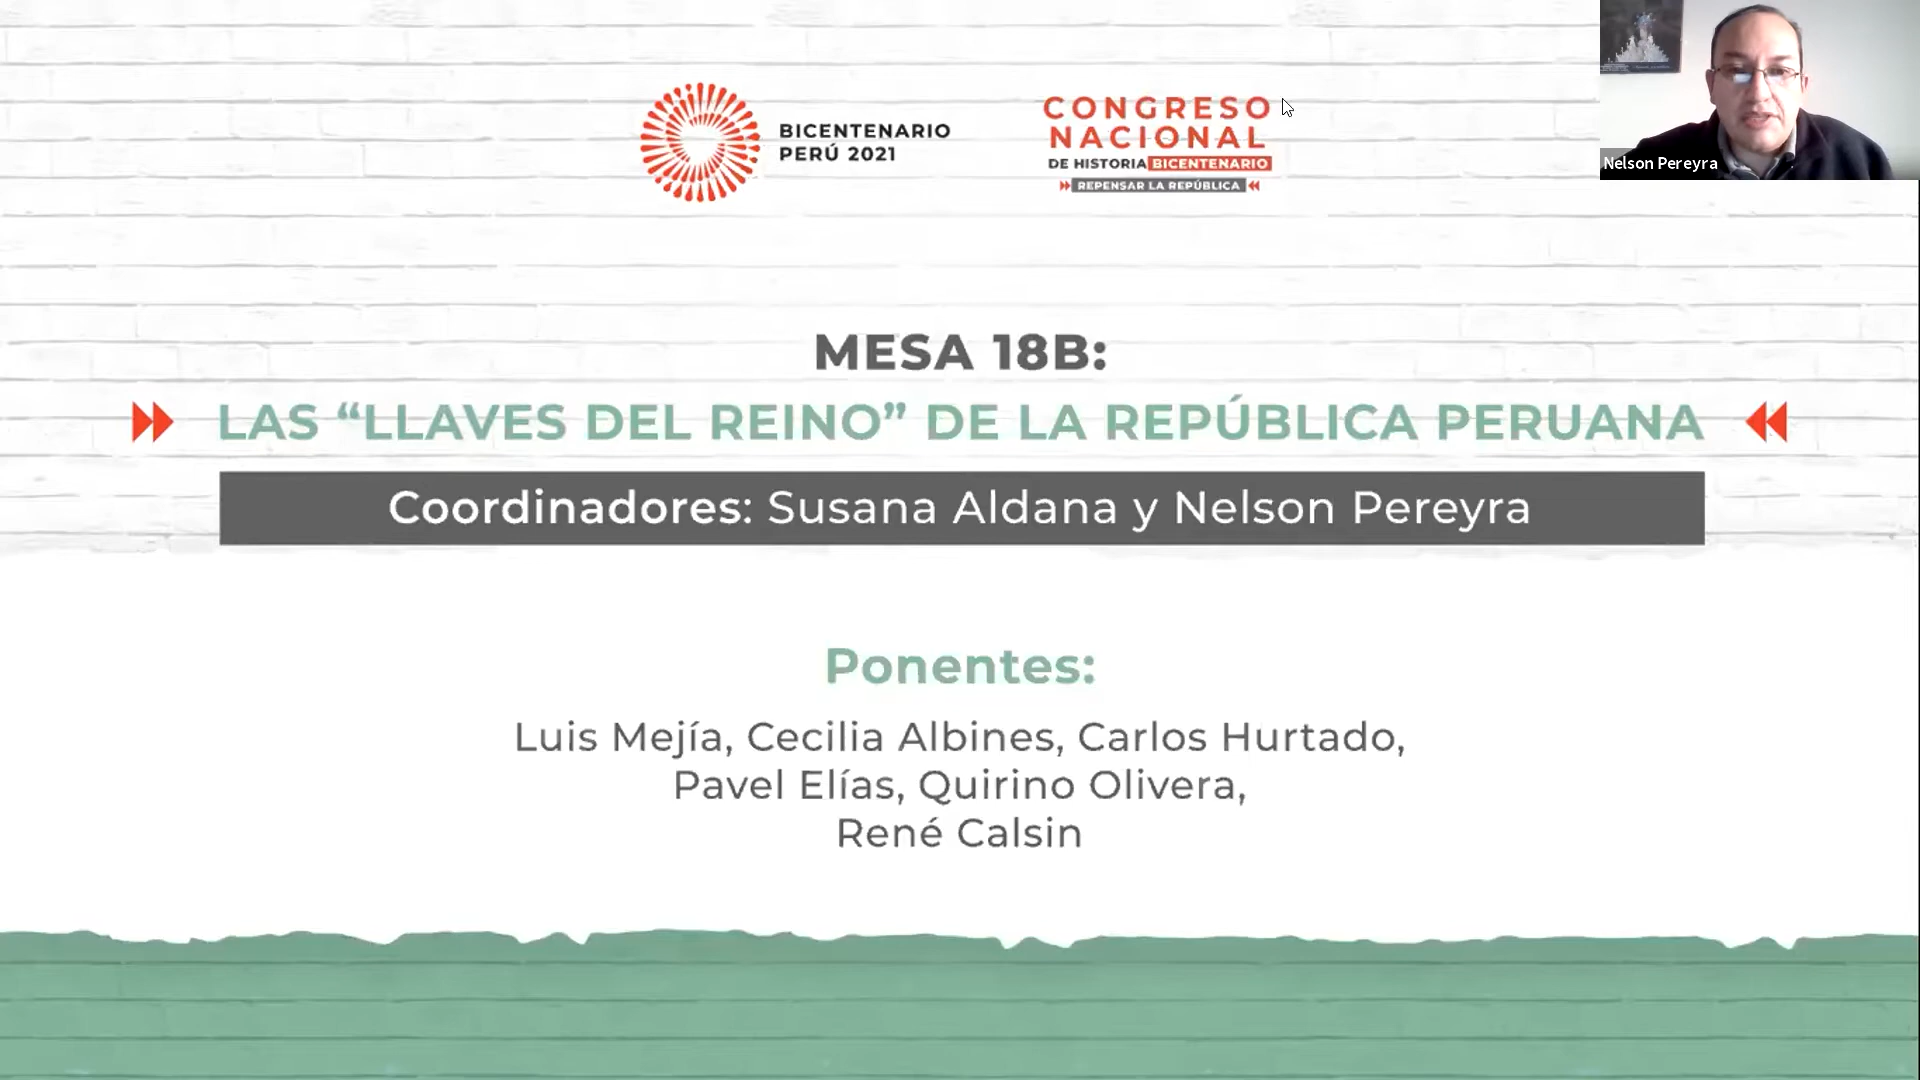 BICENTENARIO
PERÚ 2021
CONGRESO
NACIONAL
DE HISTORIA BICENTENARIO
REPENSAR LA REPÚBLICA
Nelson Pereyra
MESA 18B:
LAS “LLAVES DEL REINO” DE LA REPÚBLICA PERUANA
Coordinadores: Susana Aldana y Nelson Pereyra
Ponentes:
Luis Mejía, Cecilia Albines, Carlos Hurtado,
Pavel Elías, Quirino Olivera,
René Calsin